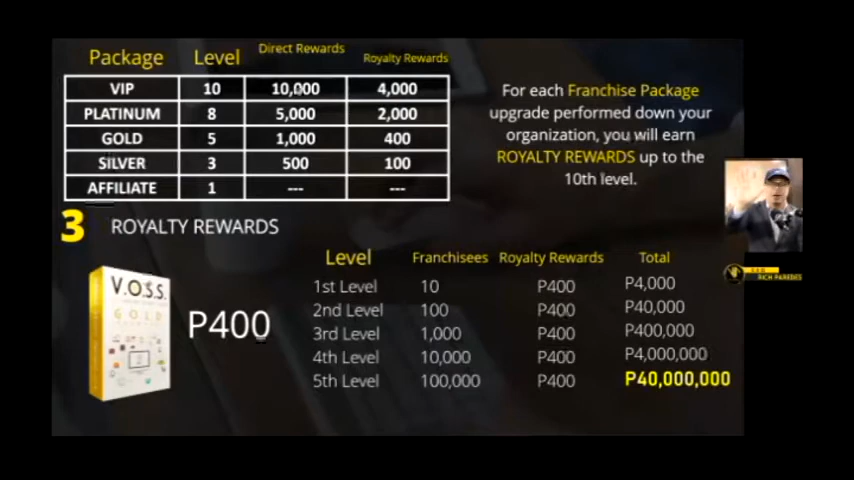 Package Level Direct Rewards Royalty Rewards
VIP 10 10,000 4,000
PLATINUM 8 5,000 2,000
GOLD 5 1,000 400
SILVER 3 500 100
AFFILIATE 1 --- ---
For each Franchise Package
upgrade performed down your
organization, you will earn
ROYALTY REWARDS up to the
10th level.
3 ROYALTY REWARDS
V.O.S.S.
GOLD
P400
Level Franchisees Royalty Rewards Total
1st Level 10 P400 P4,000
2nd Level 100 P400 P40,000
3rd Level 1,000 P400 P400,000
4th Level 10,000 P400 P4,000,000
5th Level 100,000 P400 P40,000,000
RICH PAREDES